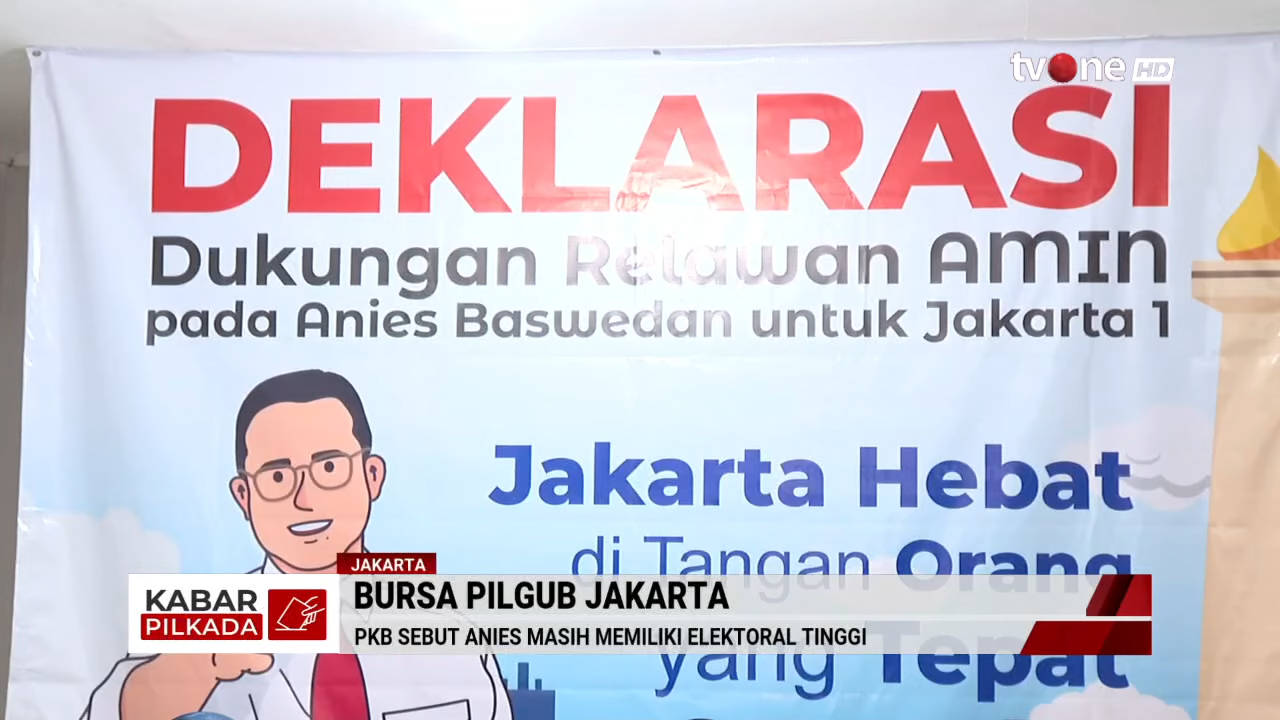 tvOne HD
DEKLARASI
Dukungan Relawan AMIN
pada Anies Baswedan untuk Jakarta 1
Jakarta Hebat
di Tangan Orang
yang Tepat
JAKARTA
KABAR
PILKADA
BURSA PILGUB JAKARTA
PKB SEBUT ANIES MASIH MEMILIKI ELEKTORAL TINGGI